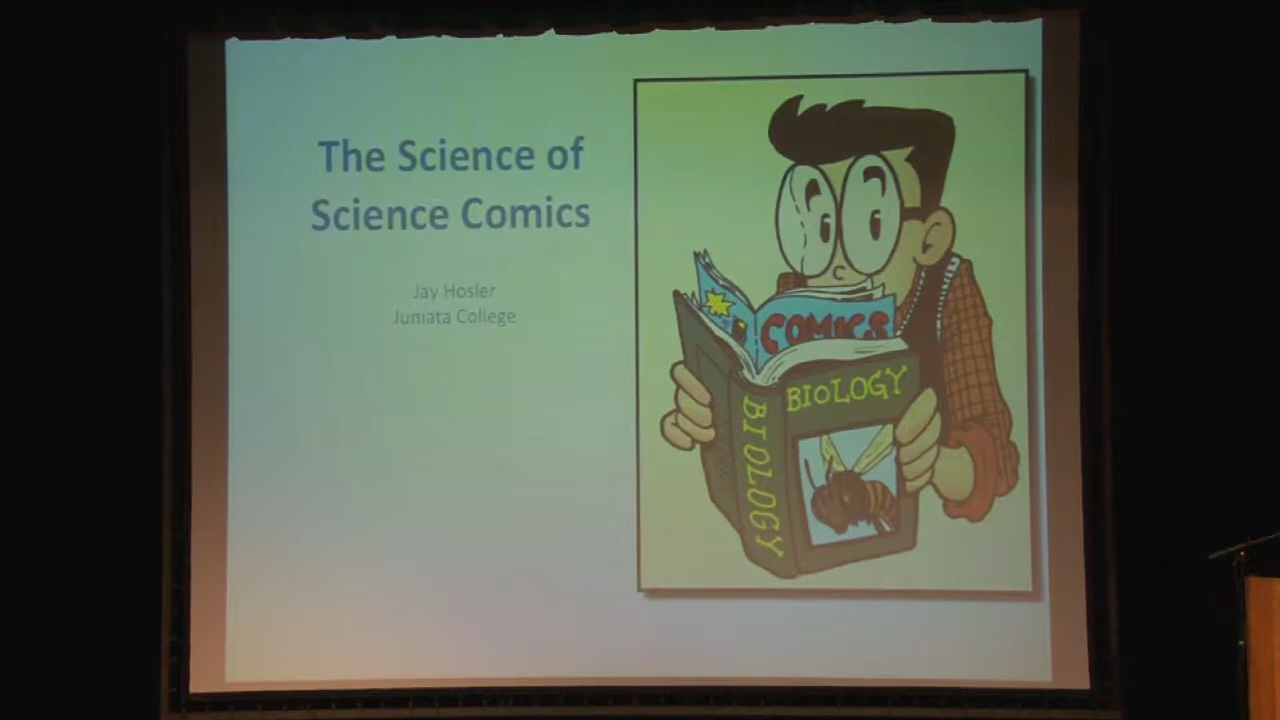 The Science of
Science Comics
Jay Hosler
Juniata College
COMICS
BIOLOGY
BIOLOGY